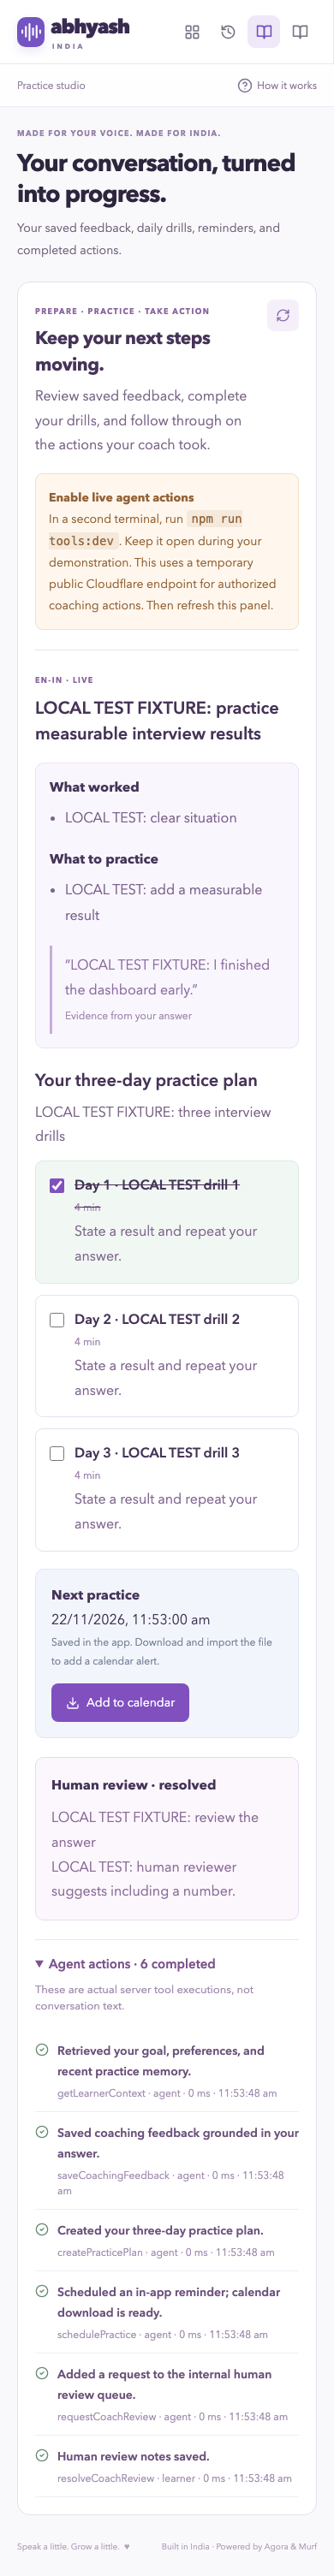 abhyash
INDIA
Practice studio
How it works
MADE FOR YOUR VOICE. MADE FOR INDIA.
Your conversation, turned
into progress.
Your saved feedback, daily drills, reminders, and
completed actions.
PREPARE · PRACTICE · TAKE ACTION
Keep your next steps
moving.
Review saved feedback, complete
your drills, and follow through on
the actions your coach took.
Enable live agent actions
In a second terminal, run npm run
tools:dev. Keep it open during your
demonstration. This uses a temporary
public Cloudflare endpoint for authorized
coaching actions. Then refresh this panel.
EN-IN · LIVE
LOCAL TEST FIXTURE: practice
measurable interview results
What worked
• LOCAL TEST: clear situation
What to practice
• LOCAL TEST: add a measurable
result
“LOCAL TEST FIXTURE: I finished
the dashboard early.”
Evidence from your answer
Your three-day practice plan
LOCAL TEST FIXTURE: three interview
drills
Day 1 · LOCAL TEST drill 1
4 min
State a result and repeat your
answer.
Day 2 · LOCAL TEST drill 2
4 min
State a result and repeat your
answer.
Day 3 · LOCAL TEST drill 3
4 min
State a result and repeat your
answer.
Next practice
22/11/2026, 11:53:00 am
Saved in the app. Download and import the file
to add a calendar alert.
Add to calendar
Human review · resolved
LOCAL TEST FIXTURE: review the
answer
LOCAL TEST: human reviewer
suggests including a number.
Agent actions · 6 completed
These are actual server tool executions, not
conversation text.
Retrieved your goal, preferences, and
recent practice memory.
getLearnerContext · agent · 0 ms · 11:53:48 am
Saved coaching feedback grounded in your
answer.
saveCoachingFeedback · agent · 0 ms · 11:53:48
am
Created your three-day practice plan.
createPracticePlan · agent · 0 ms · 11:53:48 am
Scheduled an in-app reminder; calendar
download is ready.
schedulePractice · agent · 0 ms · 11:53:48 am
Added a request to the internal human
review queue.
requestCoachReview · agent · 0 ms · 11:53:48 am
Human review notes saved.
resolveCoachReview · learner · 0 ms · 11:53:48 am
Speak a little. Grow a little. ♥
Built in India · Powered by Agora & Murf